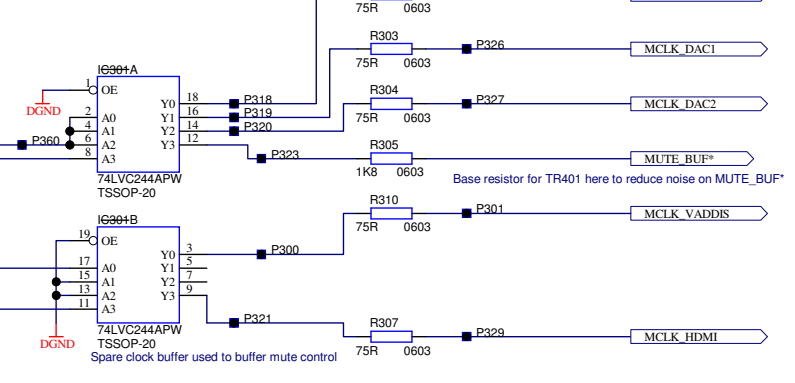 75R 0603
R303
P326 MCLK_DAC1
75R 0603
IC301A
1 OE
DGND
R304
18 P318
Y0
P327 MCLK_DAC2
2 A0
16 P319
Y1
75R 0603
4 A1
14 P320
Y2
P360 6 A2
12
Y3
R305
P323
8 A3
MUTE_BUF*
1K8 0603
74LVC244APW
TSSOP-20
Base resistor for TR401 here to reduce noise on MUTE_BUF*
R310
IC301B
P301 MCLK_VADDIS
75R 0603
19 OE
3
Y0
P300
17 A0
5
Y1
15 A1
7
Y2
13 A2
9
Y3
11 A3
P321
R307
74LVC244APW
P329 MCLK_HDMI
DGND
TSSOP-20
75R 0603
Spare clock buffer used to buffer mute control